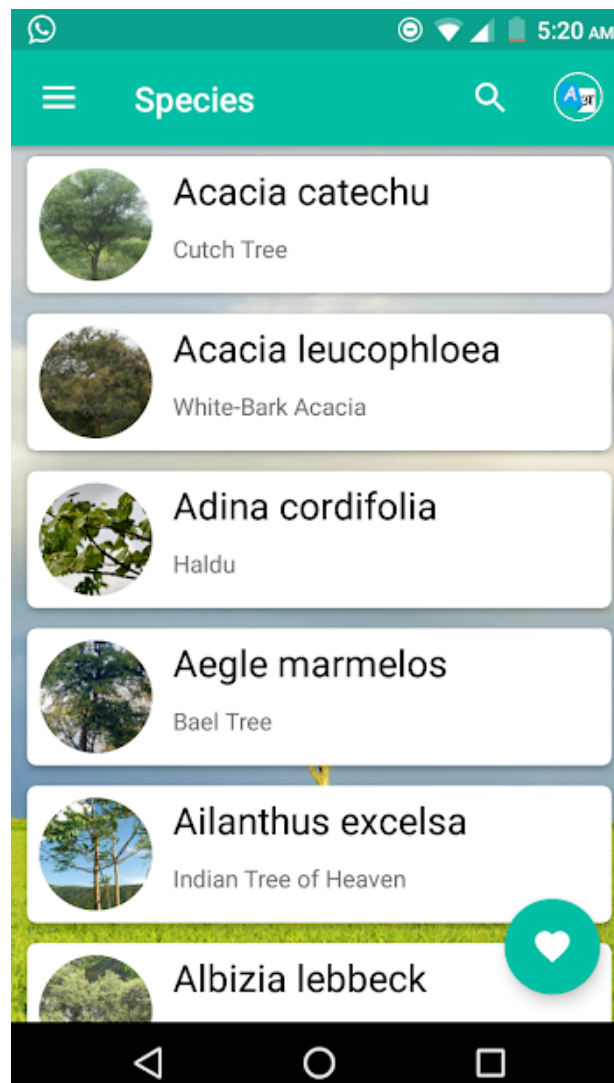 5:20 AM
Species
A अ
Acacia catechu
Cutch Tree
Acacia leucophloea
White-Bark Acacia
Adina cordifolia
Haldu
Aegle marmelos
Bael Tree
Ailanthus excelsa
Indian Tree of Heaven
Albizia lebbeck